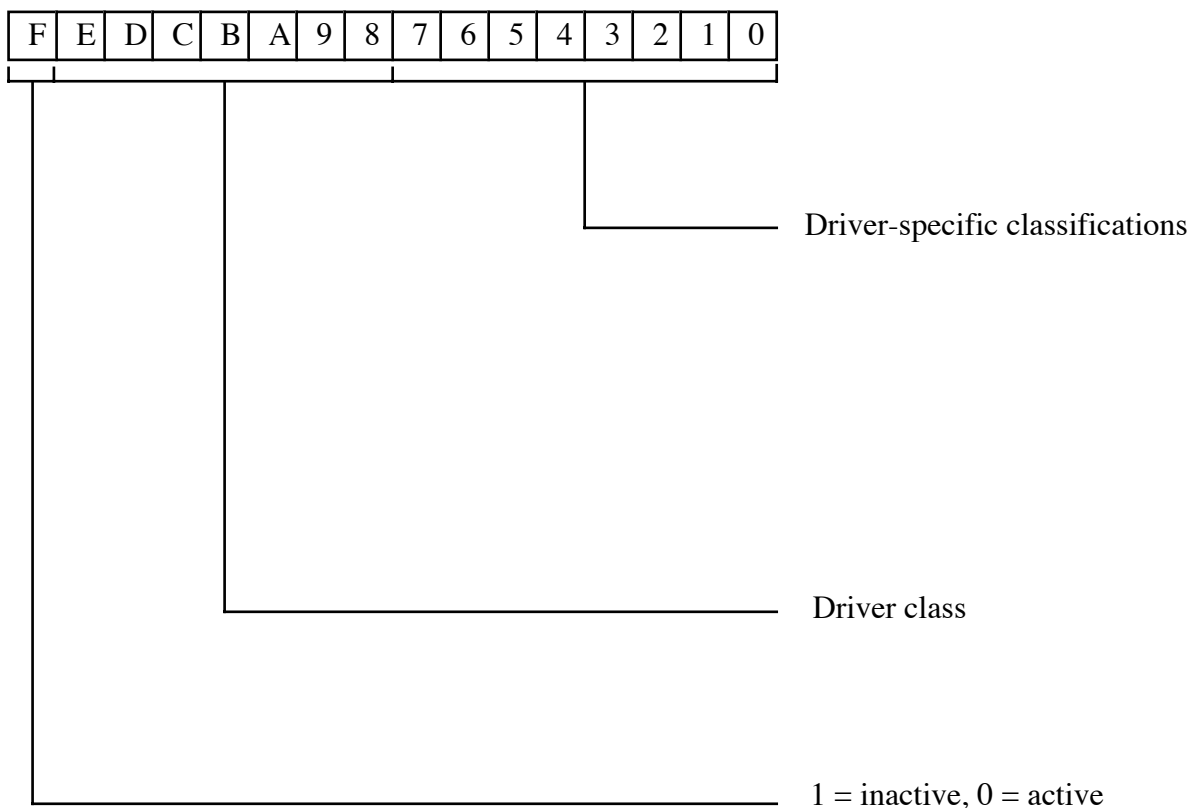 F E D C B A 9 8 7 6 5 4 3 2 1 0
Driver-specific classifications
Driver class
1 = inactive, 0 = active